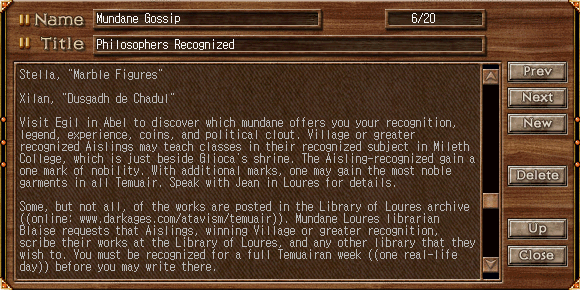 Name Mundane Gossip 6/20
Title Philosophers Recognized
Stella, "Marble Figures"
Xilan, "Dusgadh de Chadul"
Visit Egil in Abel to discover which mundane offers you your recognition,
legend, experience, coins, and political clout. Village or greater
recognized Aislings may teach classes in their recognized subject in Mileth
College, which is just beside Glioca's shrine. The Aisling-recognized gain a
one mark of nobility. With additional marks, one may gain the most noble
garments in all Temuair. Speak with Jean in Loures for details.
Some, but not all, of the works are posted in the Library of Loures archive
((online: www.darkages.com/atavism/temuair)). Mundane Loures librarian
Blaise requests that Aislings, winning Village or greater recognition,
scribe their works at the Library of Loures, and any other library that they
wish to. You must be recognized for a full Temuairan week ((one real-life
day)) before you may write there.
Prev
Next
New
Delete
Up
Close